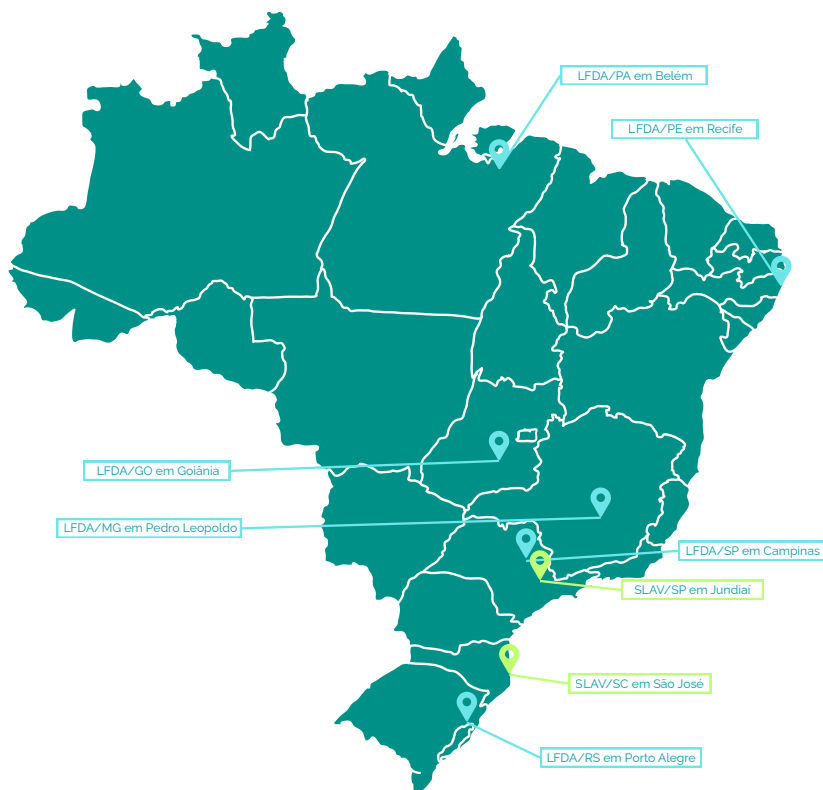 LFDA/PA em Belém
LFDA/PE em Recife
LFDA/GO em Goiânia
LFDA/MG em Pedro Leopoldo
LFDA/SP em Campinas
SLAV/SP em Jundiaí
SLAV/SC em São José
LFDA/RS em Porto Alegre